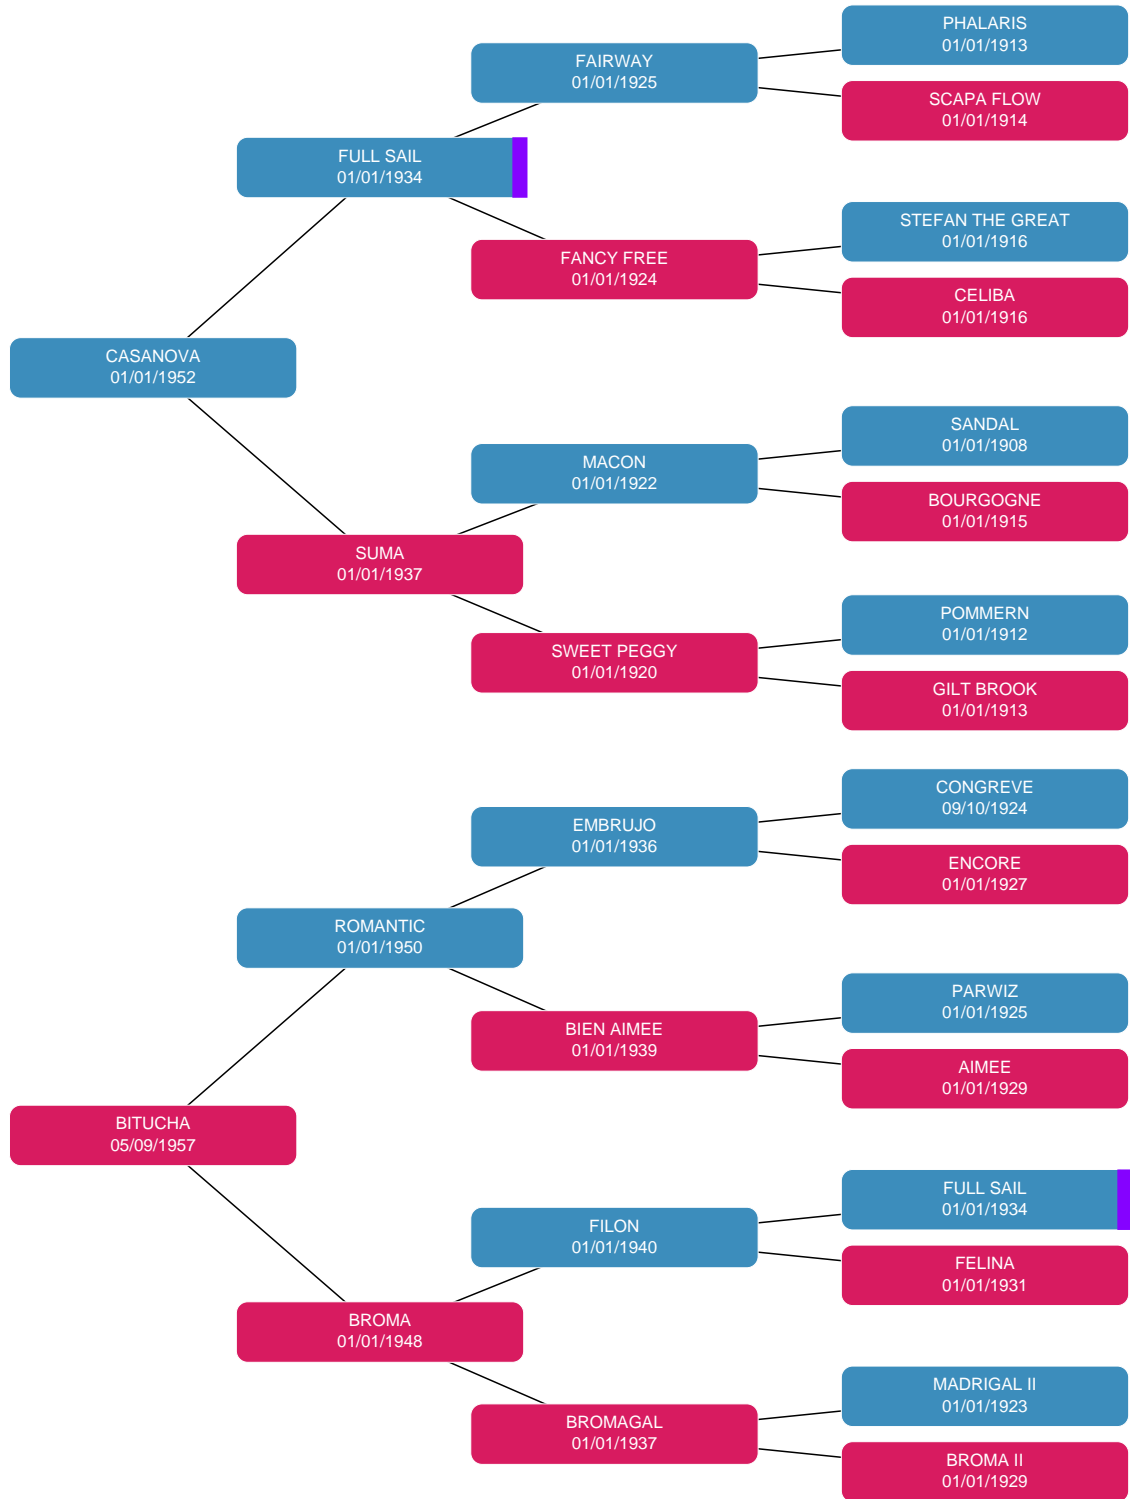 PHALARIS
01/01/1913
FAIRWAY
01/01/1925
SCAPA FLOW
01/01/1914
FULL SAIL
01/01/1934
STEFAN THE GREAT
01/01/1916
FANCY FREE
01/01/1924
CELIBA
01/01/1916
CASANOVA
01/01/1952
SANDAL
01/01/1908
MACON
01/01/1922
BOURGOGNE
01/01/1915
SUMA
01/01/1937
POMMERN
01/01/1912
SWEET PEGGY
01/01/1920
GILT BROOK
01/01/1913
CONGREVE
09/10/1924
EMBRUJO
01/01/1936
ENCORE
01/01/1927
ROMANTIC
01/01/1950
PARWIZ
01/01/1925
BIEN AIMEE
01/01/1939
AIMEE
01/01/1929
BITUCHA
05/09/1957
FULL SAIL
01/01/1934
FILON
01/01/1940
FELINA
01/01/1931
BROMA
01/01/1948
MADRIGAL II
01/01/1923
BROMAGAL
01/01/1937
BROMA II
01/01/1929